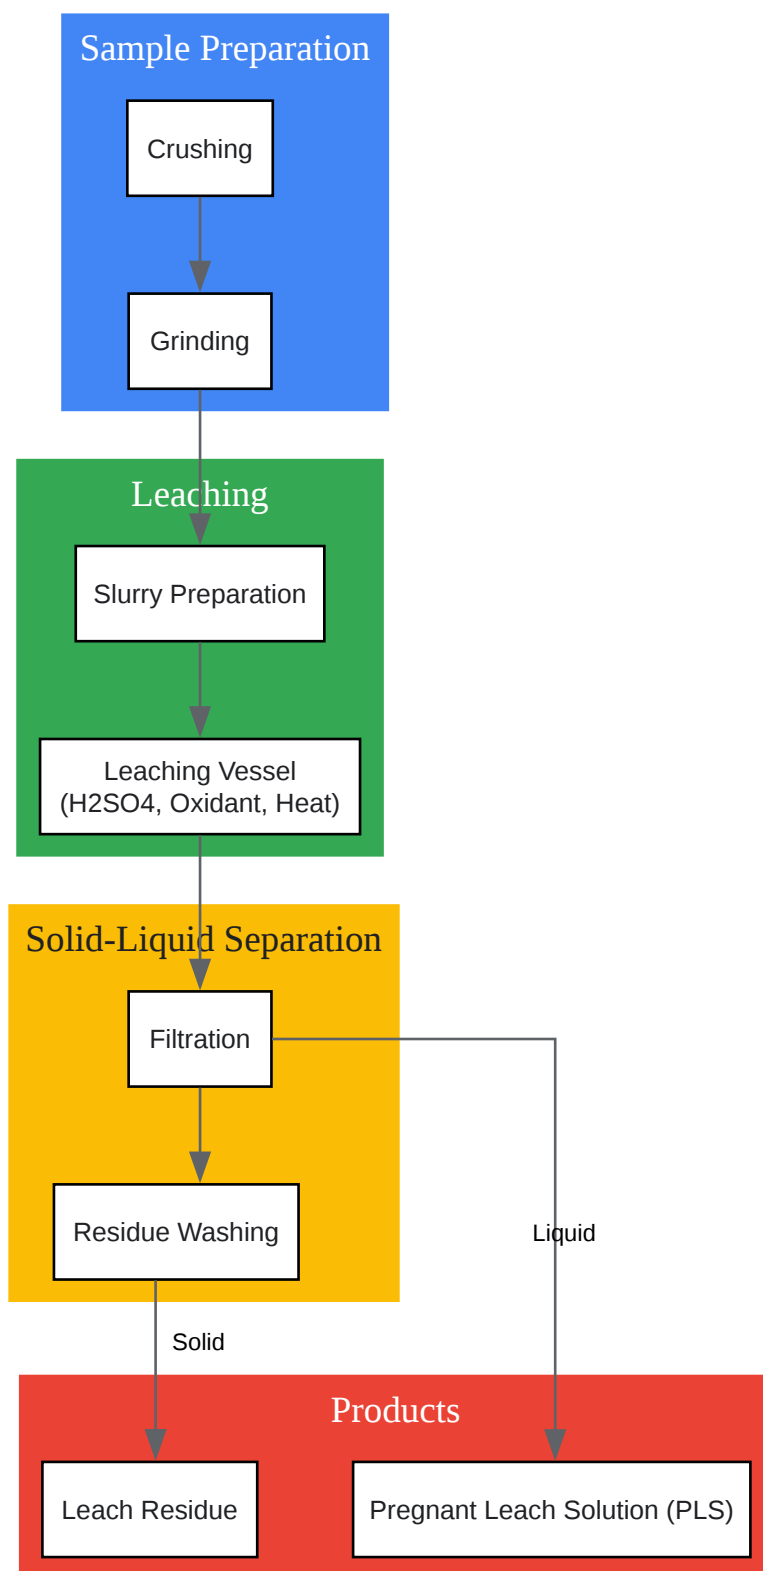 Sample Preparation
Crushing
Grinding
Leaching
Slurry Preparation
Leaching Vessel
(H2SO4, Oxidant, Heat)
Solid-Liquid Separation
Filtration
Residue Washing
Liquid
Solid
Products
Leach Residue
Pregnant Leach Solution (PLS)